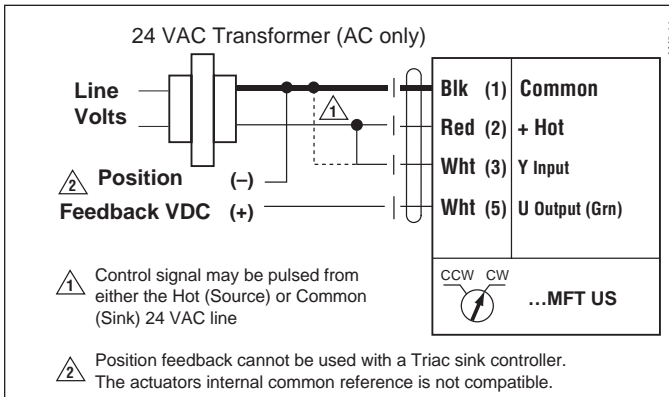 24 VAC Transformer (AC only)
Line
Volts
1
Blk (1) Common
Red (2) + Hot
Wht (3) Y Input
2 Position (–)
Feedback VDC (+)
Wht (5) U Output (Grn)
CCW CW
...MFT US
1 Control signal may be pulsed from
either the Hot (Source) or Common
(Sink) 24 VAC line
2 Position feedback cannot be used with a Triac sink controller.
The actuators internal common reference is not compatible.